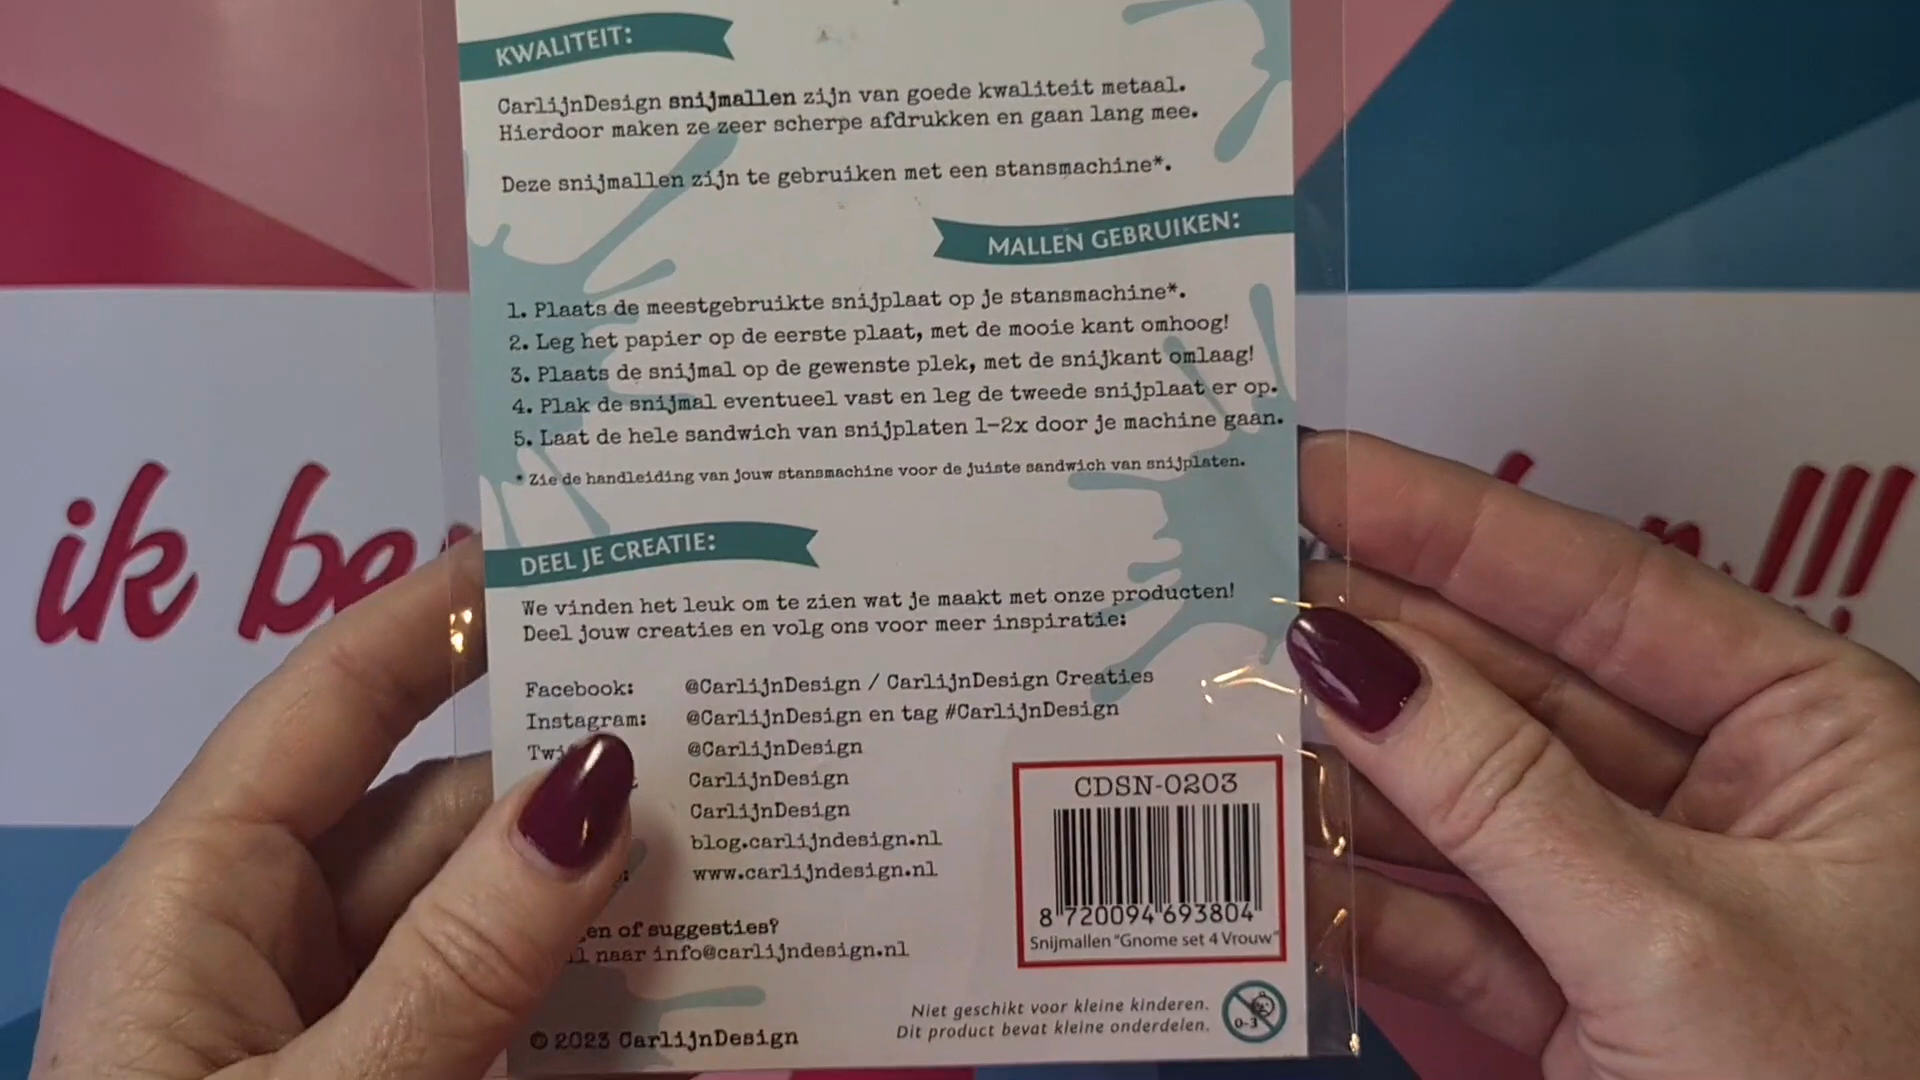 KWALITEIT:
CarlijnDesign snijmallen zijn van goede kwaliteit metaal.
Hierdoor maken ze zeer scherpe afdrukken en gaan lang mee.
Deze snijmallen zijn te gebruiken met een stansmachine*.
MALLEN GEBRUIKEN:
1. Plaats de meestgebruikte snijplaat op je stansmachine*.
2. Leg het papier op de eerste plaat, met de mooie kant omhoog!
3. Plaats de snijmal op de gewenste plek, met de snijkant omlaag!
4. Plak de snijmal eventueel vast en leg de tweede snijplaat er op.
5. Laat de hele sandwich van snijplaten 1-2x door je machine gaan.
* Zie de handleiding van jouw stansmachine voor de juiste sandwich van snijplaten.
DEEL JE CREATIE:
We vinden het leuk om te zien wat je maakt met onze producten!
Deel jouw creaties en volg ons voor meer inspiratie:
Facebook: @CarlijnDesign / CarlijnDesign Creaties
Instagram: @CarlijnDesign en tag #CarlijnDesign
@CarlijnDesign
CarlijnDesign
CarlijnDesign
blog.carlijndesign.nl
www.carlijndesign.nl
of suggesties?
naar info@carlijndesign.nl
© 2023 CarlijnDesign
CDSN-0203
8 720094 693804
Snijmallen "Gnome set 4 Vrouw"
Niet geschikt voor kleine kinderen.
Dit product bevat kleine onderdelen.
0-3
ik
!!!